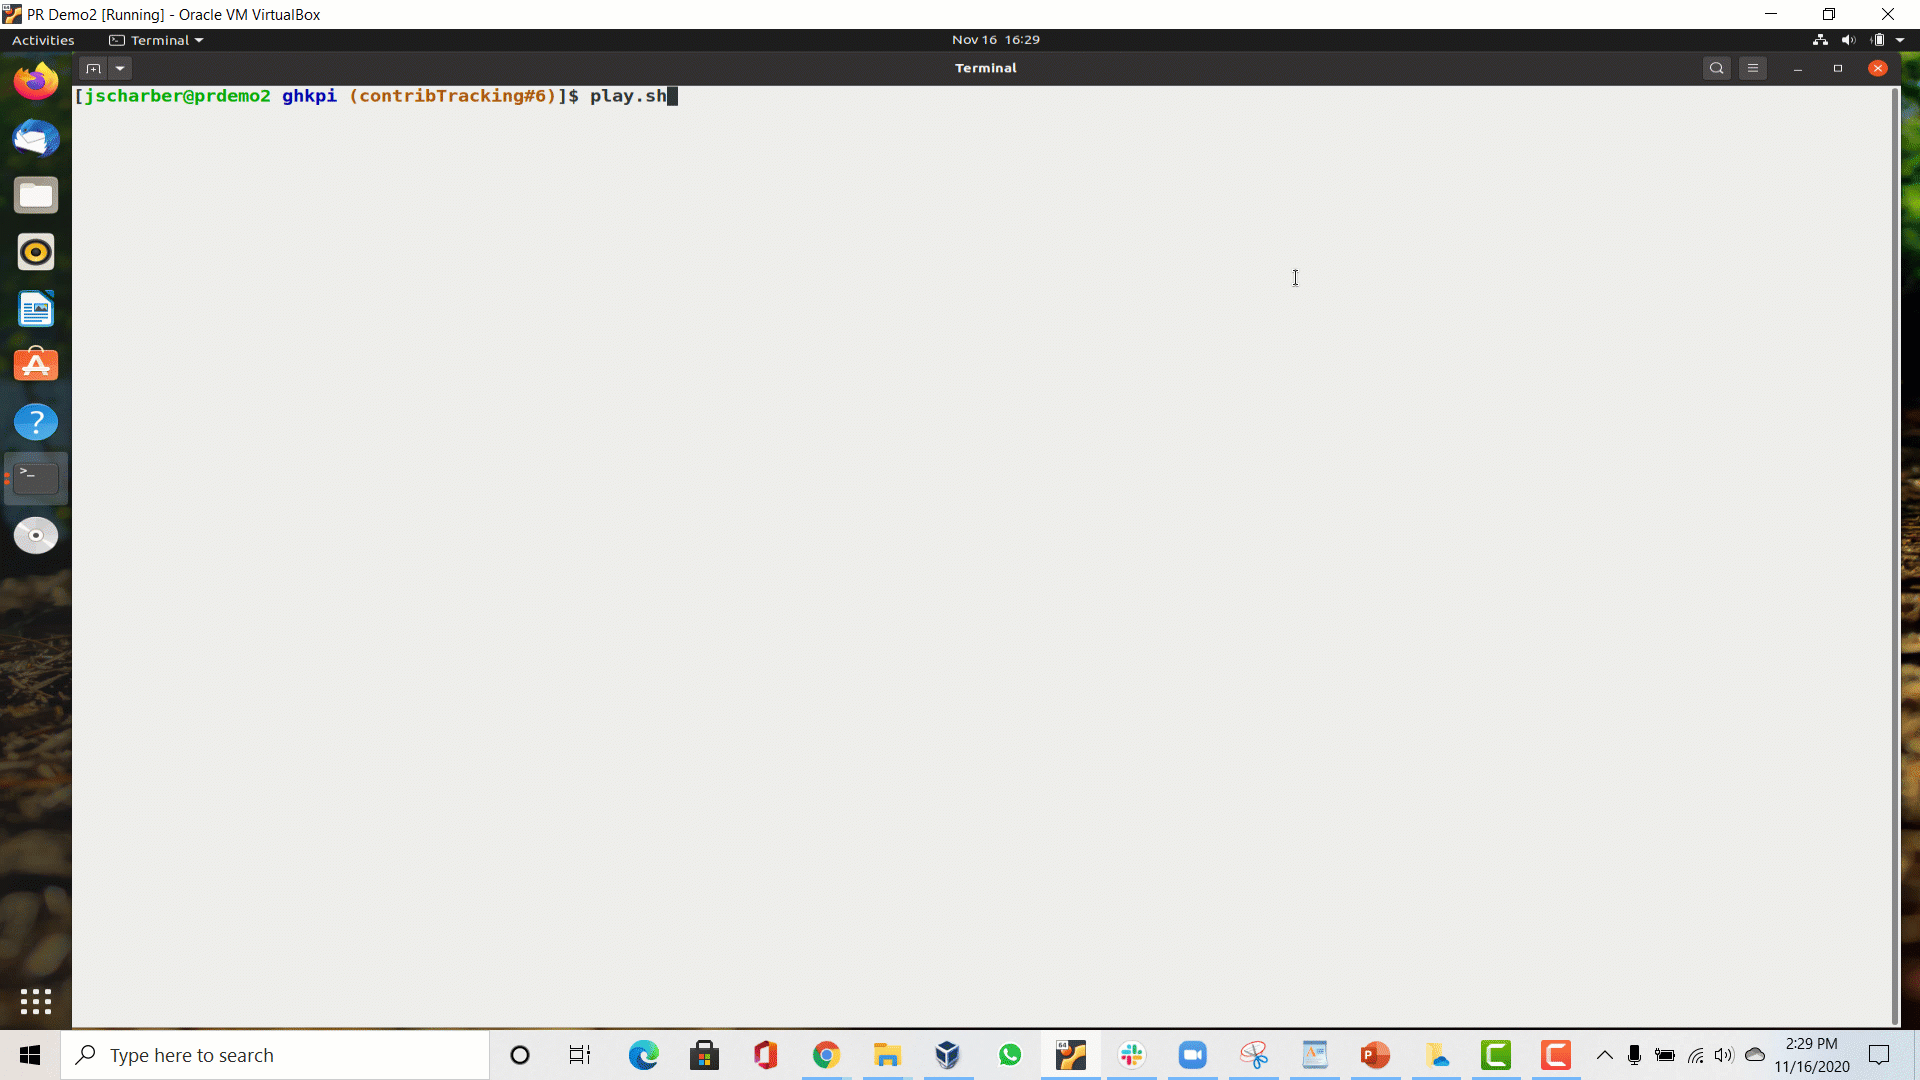 PR Demo2 [Running] - Oracle VM VirtualBox
Activities
Terminal
Nov 16 16:29
Terminal
[jscharber@prdemo2 ghkpi (contribTracking#6)]$ play.sh
Type here to search
64
2:29 PM
11/16/2020